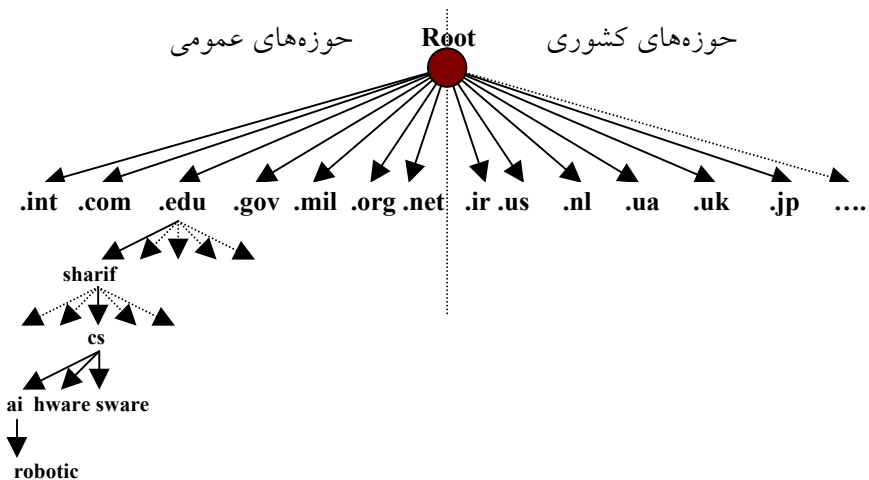 حوزه‌های عمومی Root حوزه‌های کشوری
.int .com .edu .gov .mil .org .net .ir .us .nl .ua .uk .jp ....
sharif
cs
ai hware sware
robotic